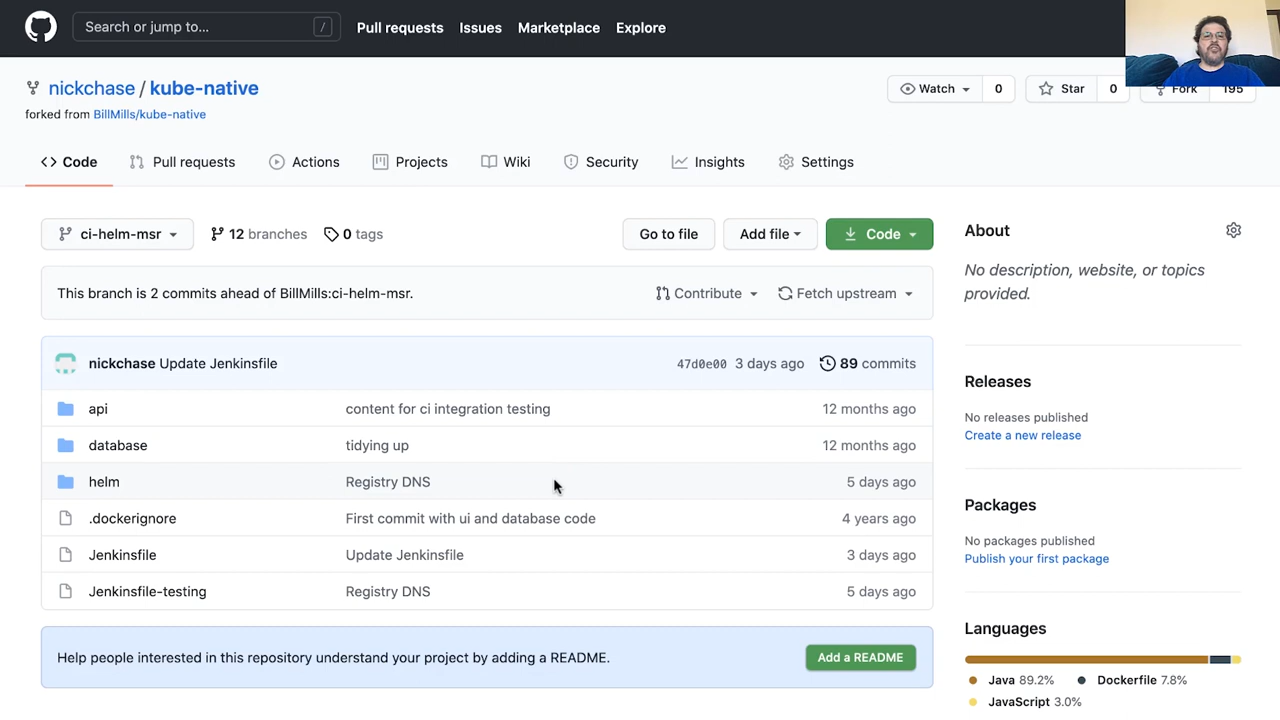 Search or jump to... /
Pull requests Issues Marketplace Explore
nickchase / kube-native
forked from BillMills/kube-native
Watch 0 Star 0 Fork 195
Code Pull requests Actions Projects Wiki Security Insights Settings
ci-helm-msr 12 branches 0 tags Go to file Add file Code
This branch is 2 commits ahead of BillMills:ci-helm-msr. Contribute Fetch upstream
nickchase Update Jenkinsfile 47d0e00 3 days ago 89 commits
api content for ci integration testing 12 months ago
database tidying up 12 months ago
helm Registry DNS 5 days ago
.dockerignore First commit with ui and database code 4 years ago
Jenkinsfile Update Jenkinsfile 3 days ago
Jenkinsfile-testing Registry DNS 5 days ago
Help people interested in this repository understand your project by adding a README. Add a README
About
No description, website, or topics
provided.
Releases
No releases published
Create a new release
Packages
No packages published
Publish your first package
Languages
Java 89.2% Dockerfile 7.8%
JavaScript 3.0%